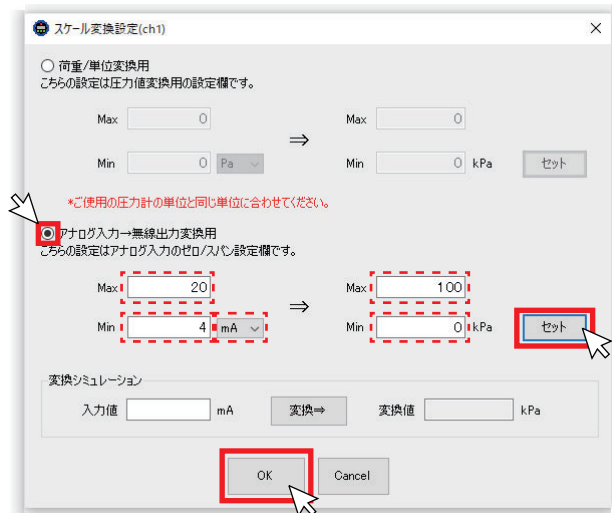 スケール変換設定(ch1)
荷重/単位変換用
こちらの設定は圧力値変換用の設定欄です。
Max 0 Max 0
⇒
Min 0 Pa Min 0 kPa セット
*ご使用の圧力計の単位と同じ単位に合わせてください。
アナログ入力→無線出力変換用
こちらの設定はアナログ入力のゼロ/スパン設定欄です。
Max 20 Max 100
⇒
Min 4 mA Min 0 kPa セット
変換シミュレーション
入力値 mA 変換⇒ 変換値 kPa
OK Cancel